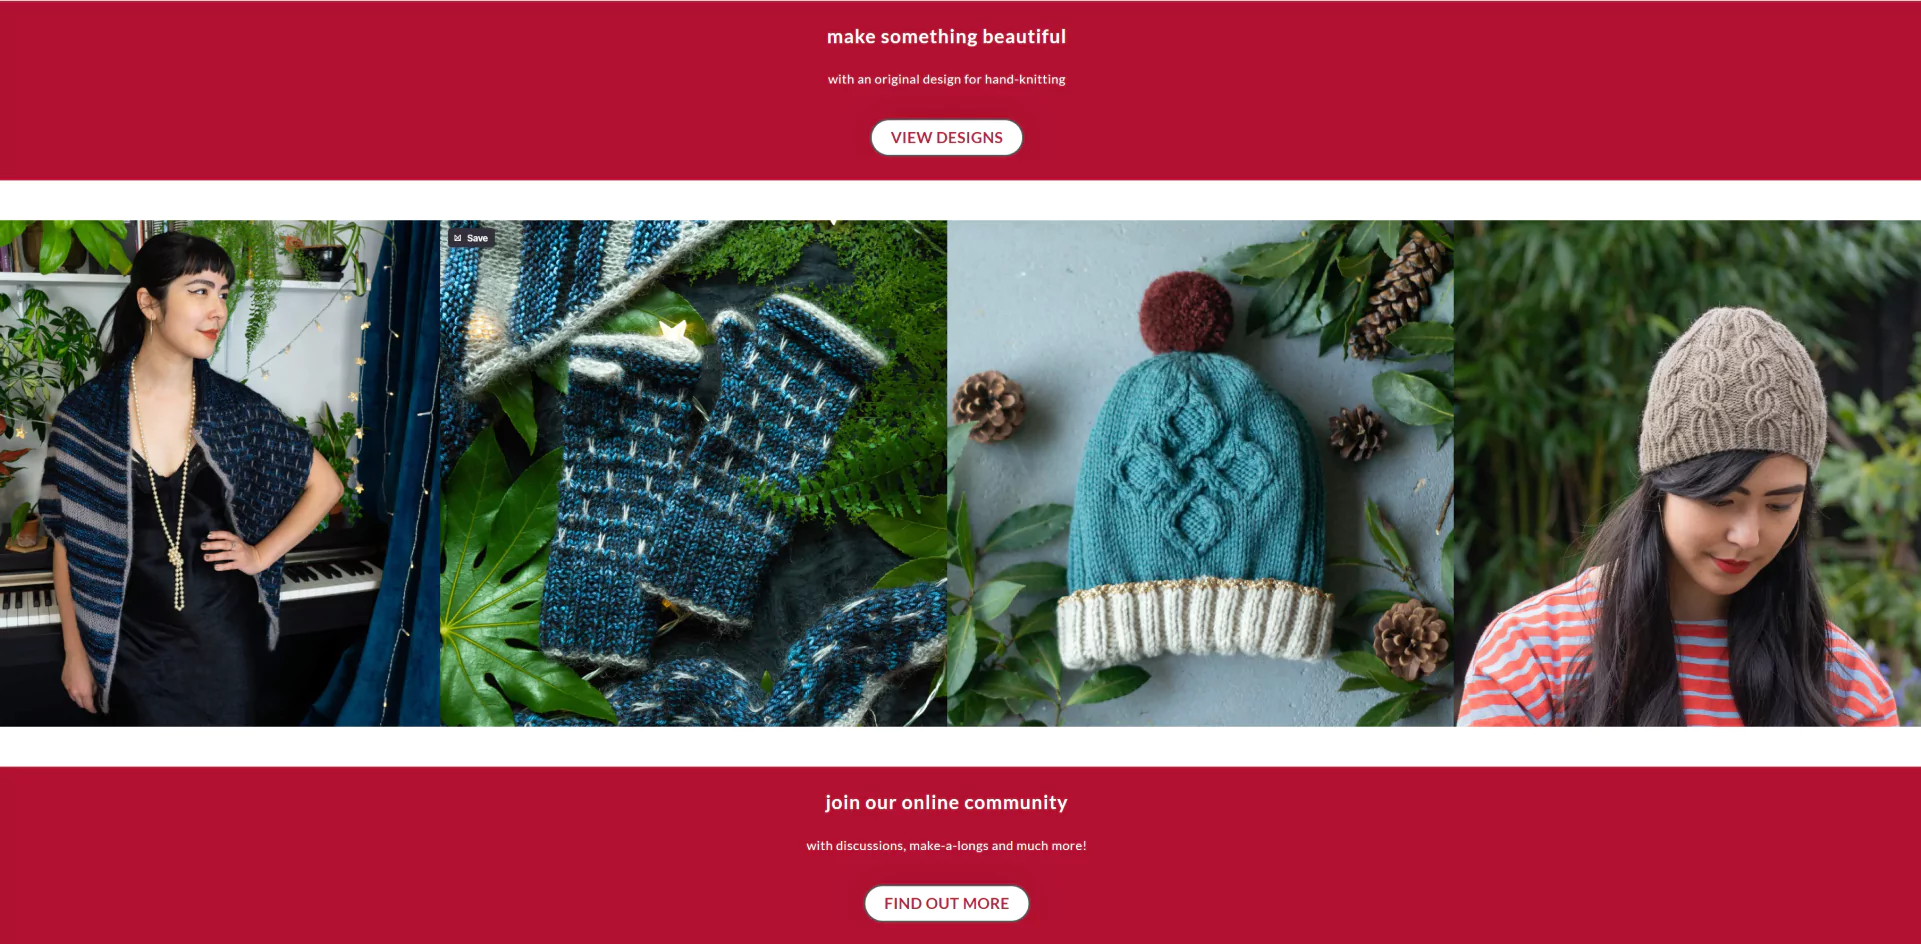 make something beautiful
with an original design for hand-knitting
VIEW DESIGNS
Save
join our online community
with discussions, make-a-longs and much more!
FIND OUT MORE